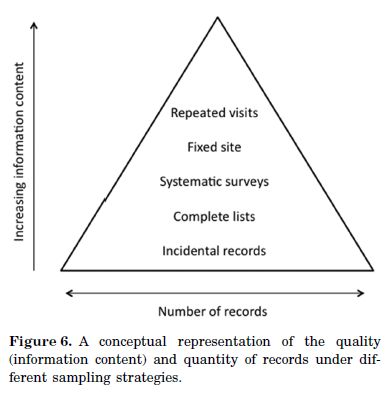 Increasing information content
Repeated visits
Fixed site
Systematic surveys
Complete lists
Incidental records
Number of records
Figure 6. A conceptual representation of the quality
(information content) and quantity of records under dif-
ferent sampling strategies.